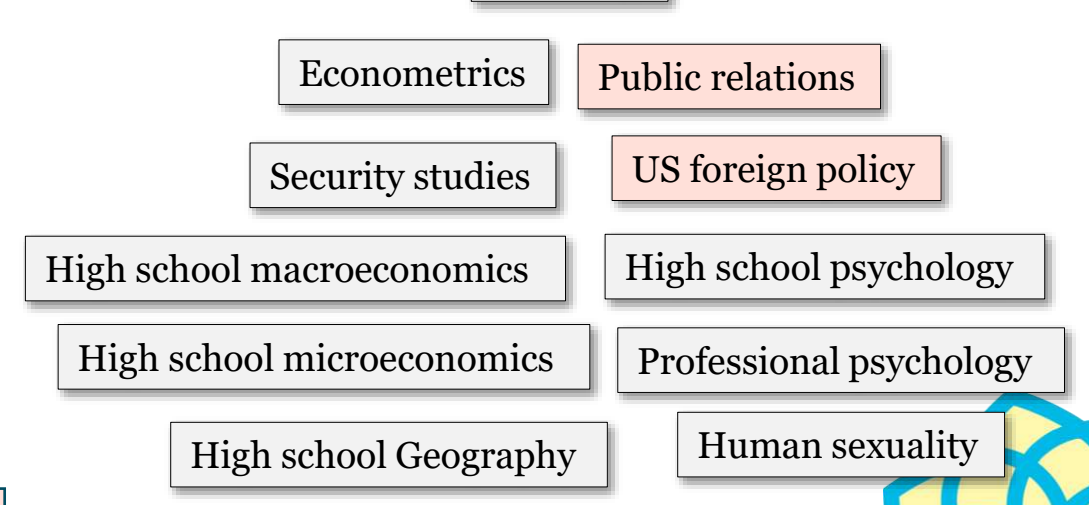 Econometrics
Public relations
Security studies
US foreign policy
High school macroeconomics
High school psychology
High school microeconomics
Professional psychology
High school Geography
Human sexuality